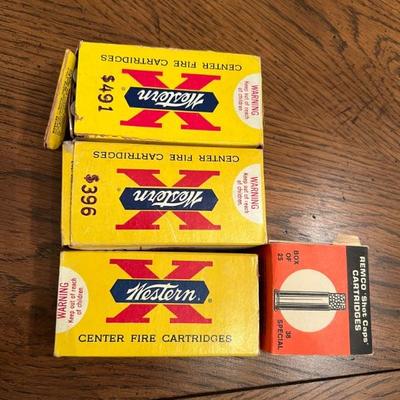 CENTER FIRE CARTRIDGES
X
Western
$491
WARNING
Keep out of reach
of children.
CENTER FIRE CARTRIDGES
X
Western
$396
WARNING
Keep out of reach
of children.
X
Western
WARNING
Keep out of reach
of children.
CENTER FIRE CARTRIDGES
REMCO 'Shot Caps'
CARTRIDGES
BOX
OF
25
38
SPECIAL